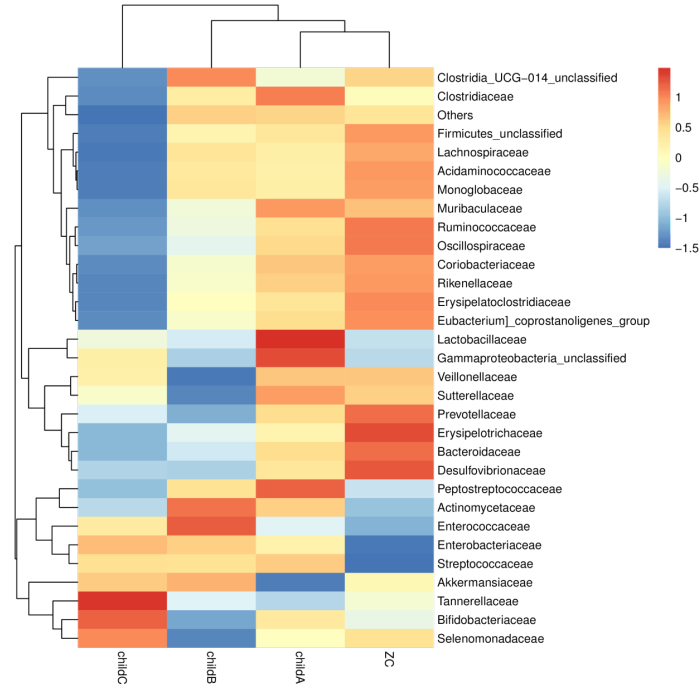 Clostridia_UCG−014_unclassified
Clostridiaceae
Others
Firmicutes_unclassified
Lachnospiraceae
Acidaminococcaceae
Monoglobaceae
Muribaculaceae
Ruminococcaceae
Oscillospiraceae
Coriobacteriaceae
Rikenellaceae
Erysipelatoclostridiaceae
Eubacterium]_coprostanoligenes_group
Lactobacillaceae
Gammaproteobacteria_unclassified
Veillonellaceae
Sutterellaceae
Prevotellaceae
Erysipelotrichaceae
Bacteroidaceae
Desulfovibrionaceae
Peptostreptococcaceae
Actinomycetaceae
Enterococcaceae
Enterobacteriaceae
Streptococcaceae
Akkermansiaceae
Tannerellaceae
Bifidobacteriaceae
Selenomonadaceae
childC
childB
childA
ZC
1
0.5
0
−0.5
−1
−1.5